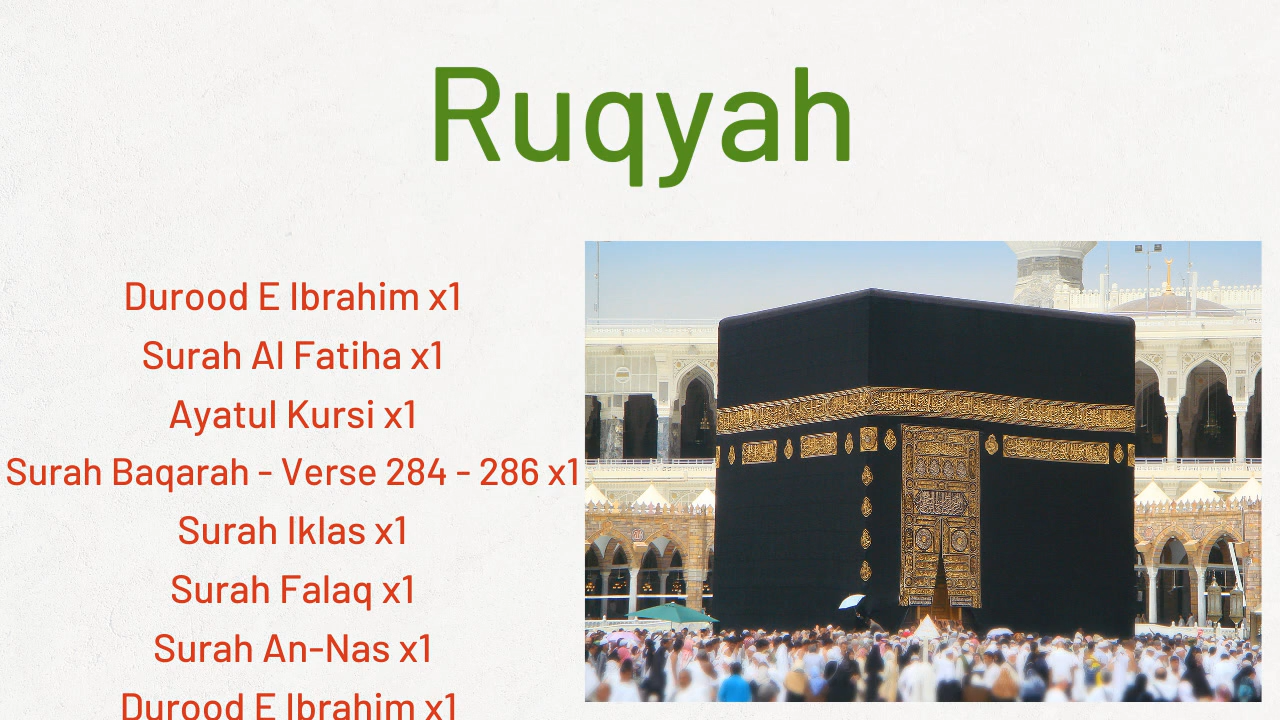 Ruqyah
Durood E Ibrahim x1
Surah Al Fatiha x1
Ayatul Kursi x1
Surah Baqarah - Verse 284 - 286 x1
Surah Iklas x1
Surah Falaq x1
Surah An-Nas x1
Durood E Ibrahim x1